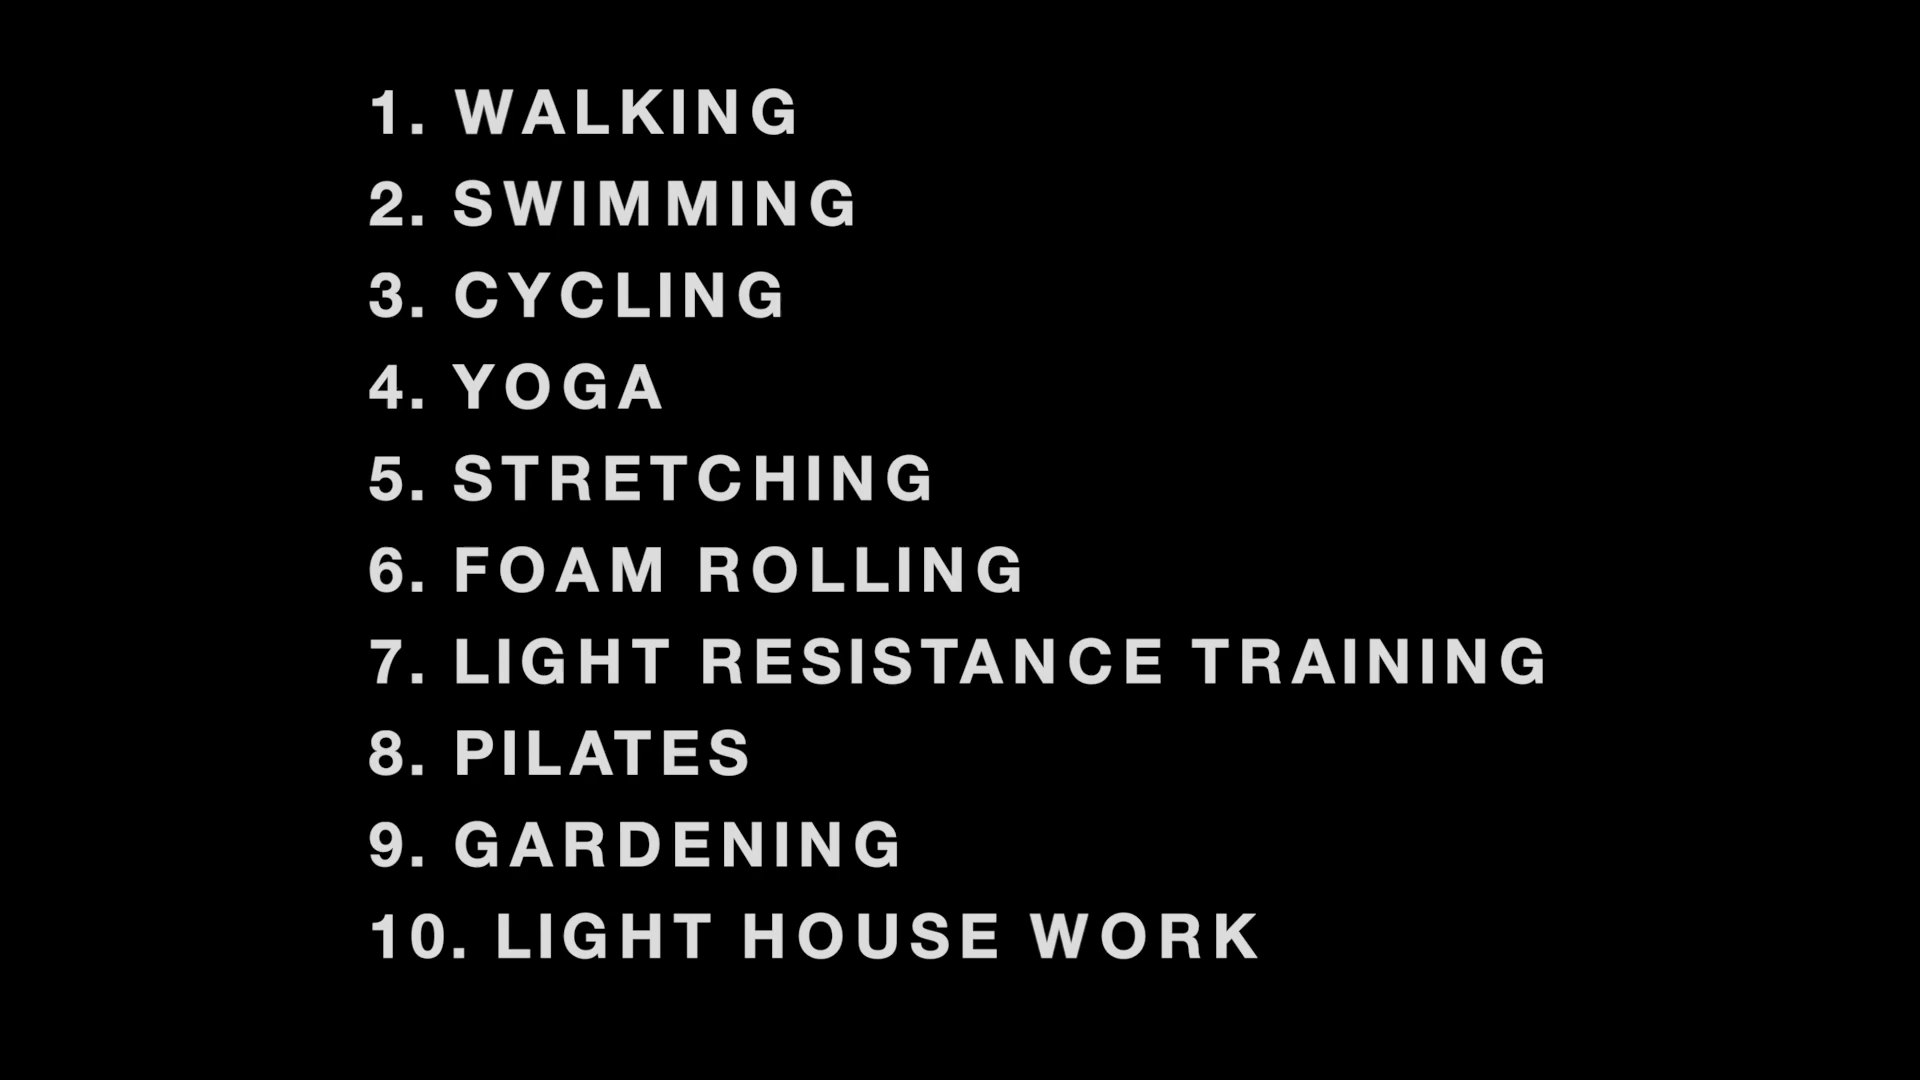 1. WALKING
2. SWIMMING
3. CYCLING
4. YOGA
5. STRETCHING
6. FOAM ROLLING
7. LIGHT RESISTANCE TRAINING
8. PILATES
9. GARDENING
10. LIGHT HOUSE WORK